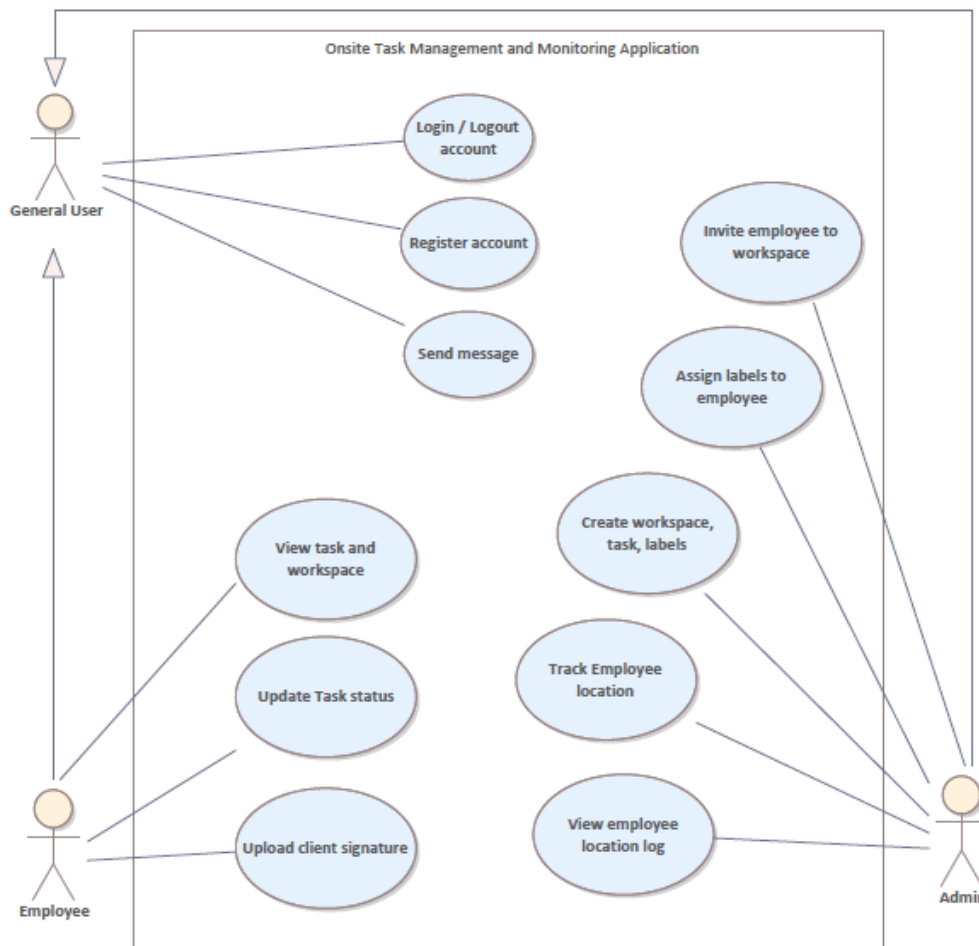 Onsite Task Management and Monitoring Application
Login / Logout
account
General User
Register account
Invite employee to
workspace
Send message
Assign labels to
employee
Create workspace,
task, labels
View task and
workspace
Track Employee
location
Update Task status
View employee
location log
Upload client signature
Employee
Admin